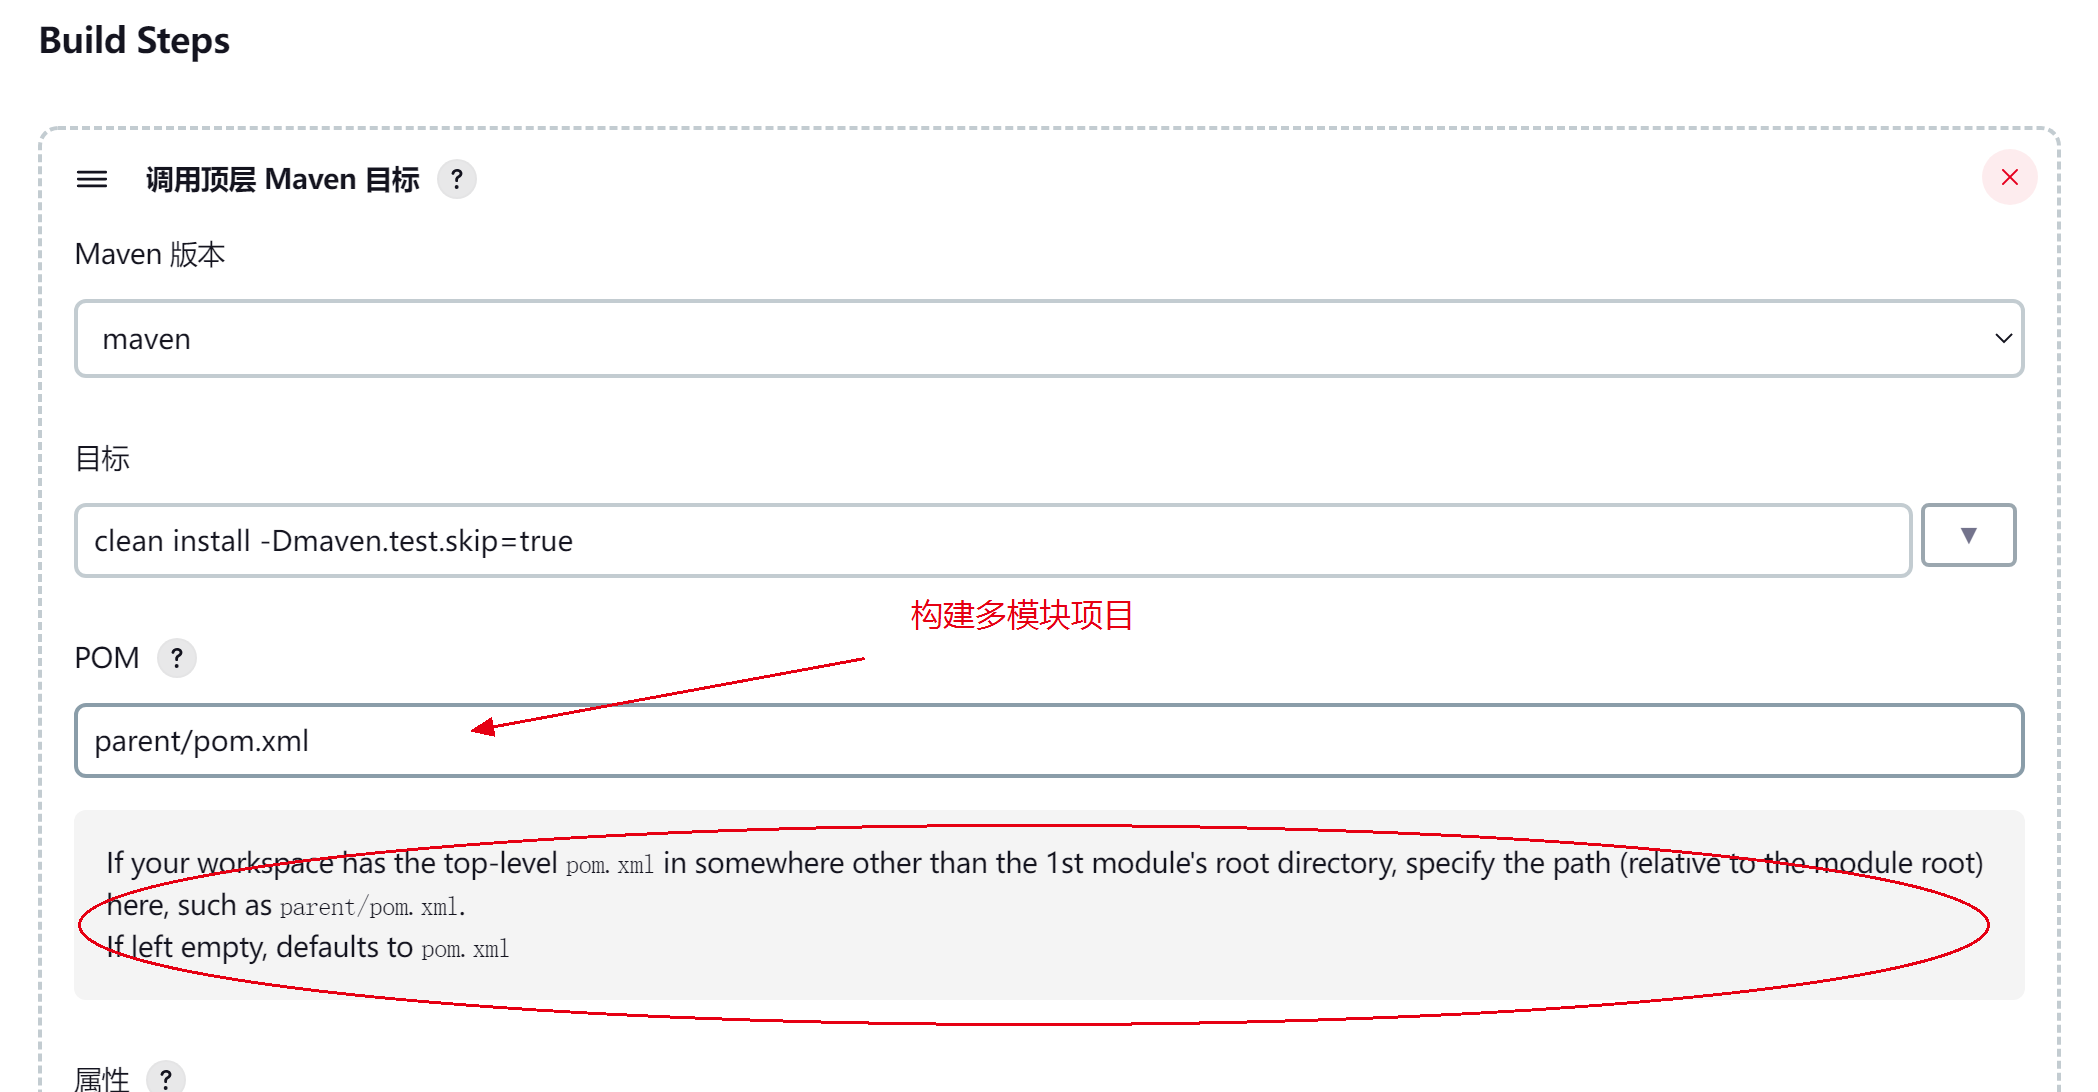 Build Steps
调用顶层 Maven 目标 ?
Maven 版本
maven
目标
clean install -Dmaven.test.skip=true
构建多模块项目
POM ?
parent/pom.xml
If your workspace has the top-level pom.xml in somewhere other than the 1st module's root directory, specify the path (relative to the module root)
here, such as parent/pom.xml.
If left empty, defaults to pom.xml
属性 ?